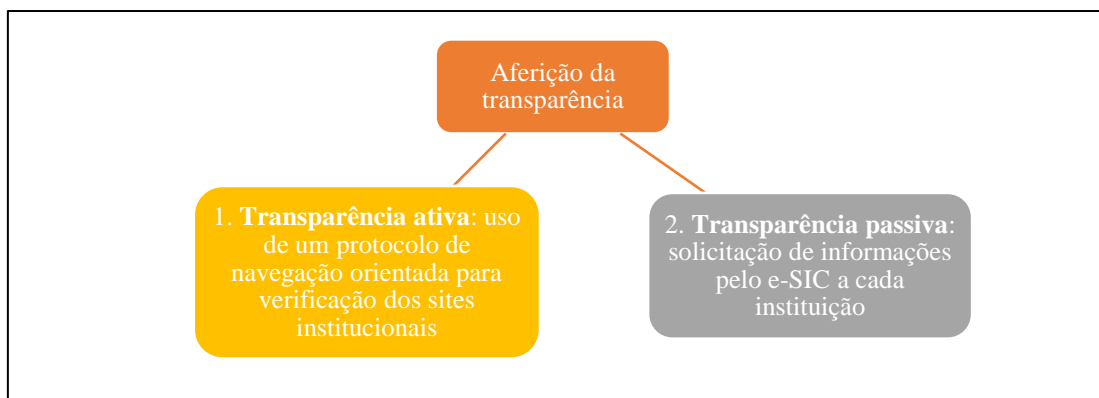 Aferição da
transparência
1. Transparência ativa: uso
de um protocolo de
navegação orientada para
verificação dos sites
institucionais
2. Transparência passiva:
solicitação de informações
pelo e-SIC a cada
instituição